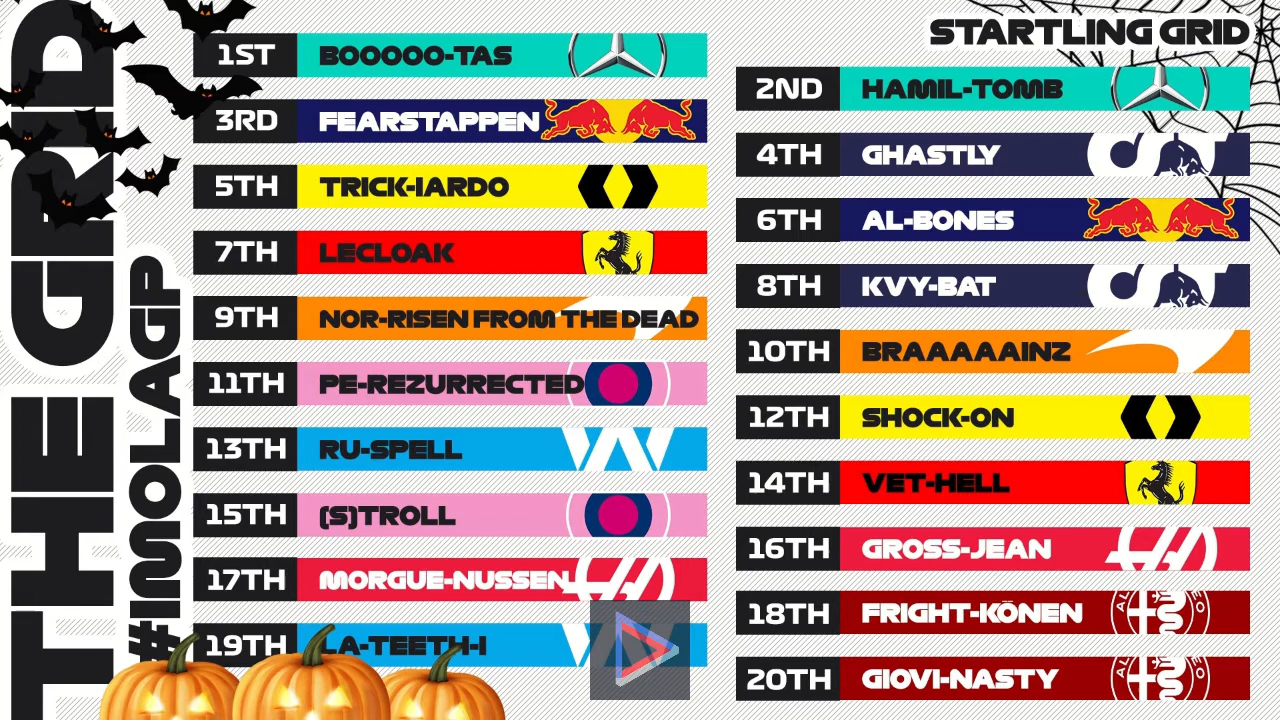 THE GRID
#IMOLAGP
STARTLING GRID
1ST BOOOOO-TAS
2ND HAMIL-TOMB
3RD FEARSTAPPEN
4TH GHASTLY
5TH TRICK-IARDO
6TH AL-BONES
7TH LECLOAK
8TH KVY-BAT
9TH NOR-RISEN FROM THE DEAD
10TH BRAAAAAINZ
11TH PE-REZURRECTED
12TH SHOCK-ON
13TH RU-SPELL
14TH VET-HELL
15TH (S)TROLL
16TH GROSS-JEAN
17TH MORGUE-NUSSEN
18TH FRIGHT-KÖNEN
19TH LA-TEETH-I
20TH GIOVI-NASTY